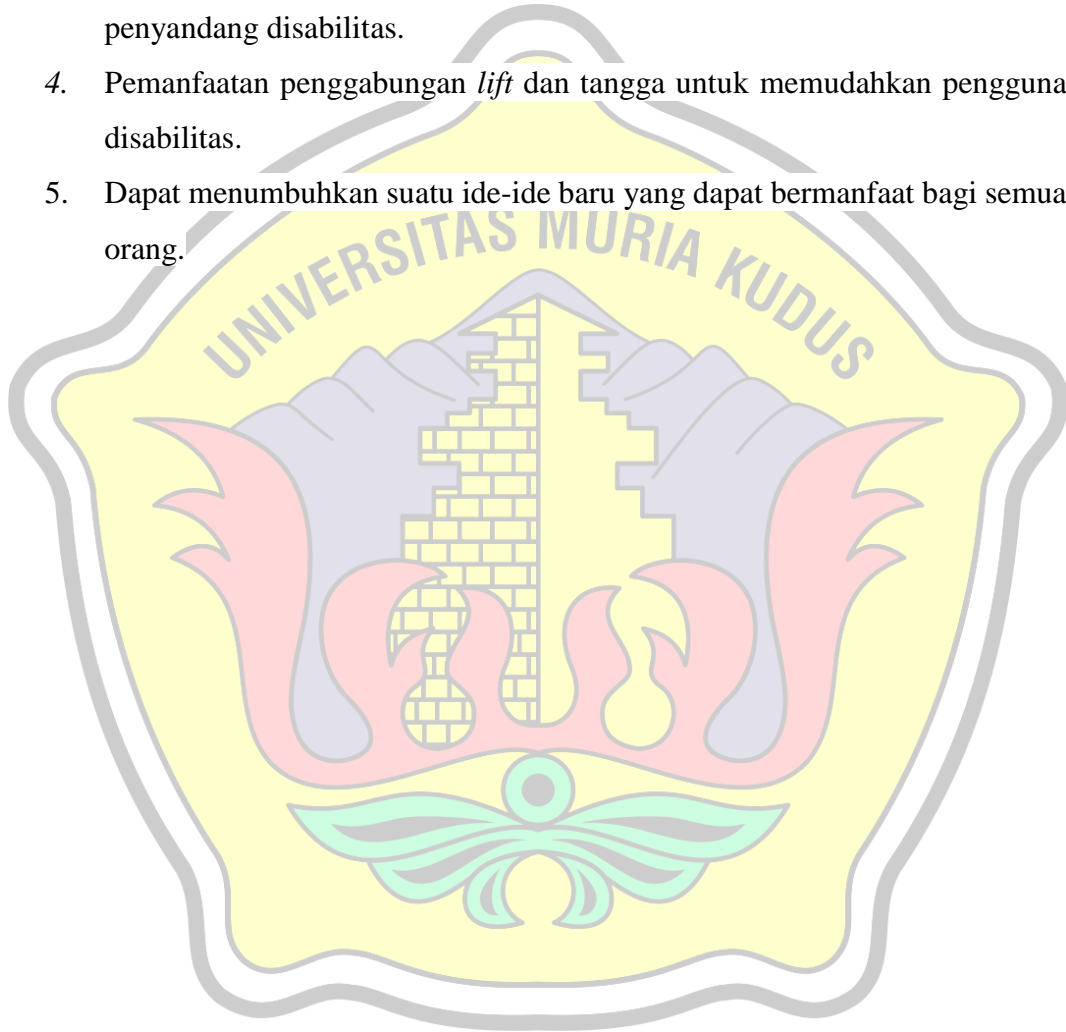 penyandang disabilitas.
4. Pemanfaatan penggabungan lift dan tangga untuk memudahkan pengguna
disabilitas.
5. Dapat menumbuhkan suatu ide-ide baru yang dapat bermanfaat bagi semua
orang.
UNIVERSITAS MURIA KUDUS